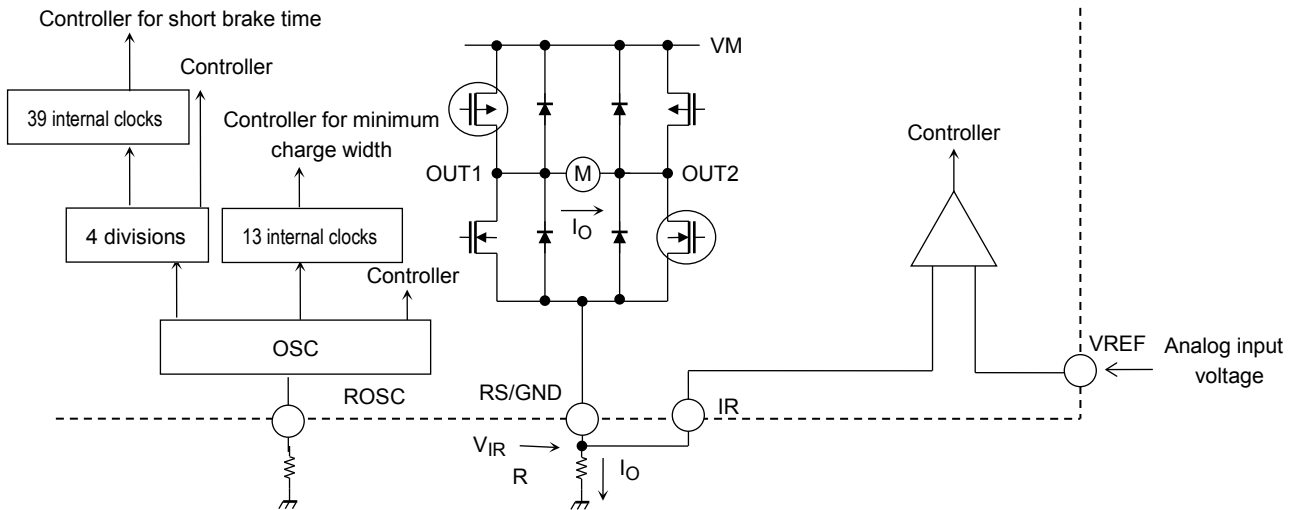 Controller for short brake time
Controller
39 internal clocks
Controller for minimum
charge width
4 divisions
13 internal clocks
Controller
OSC
ROSC
VM
OUT1
M
OUT2
IO
RS/GND
IR
VIR
R
IO
Controller
VREF
Analog input
voltage